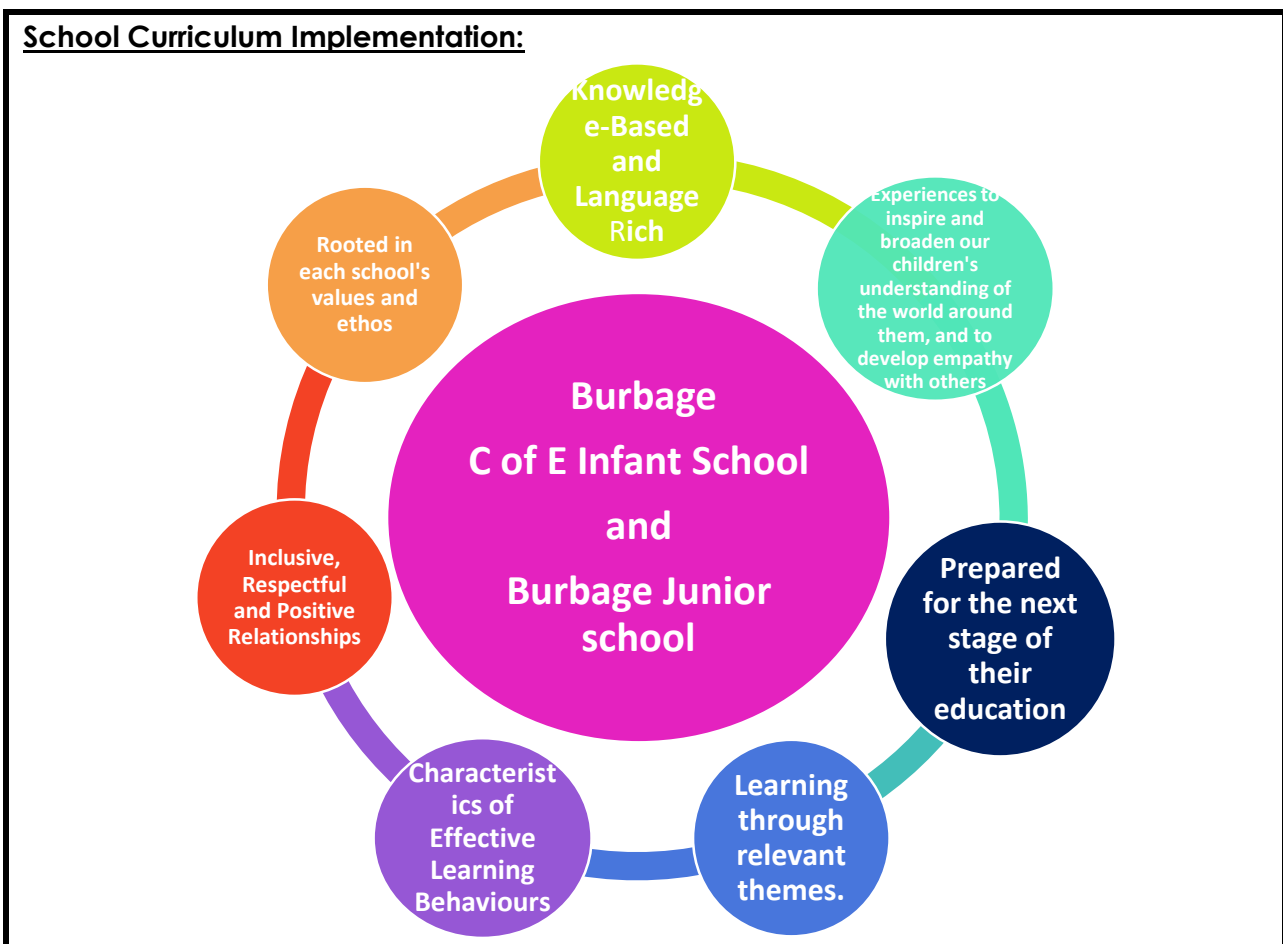 School Curriculum Implementation:
Knowledg
e-Based
and
Language
Rich
Experiences to
inspire and
broaden our
children's
understanding of
the world around
them, and to
develop empathy
with others
Prepared
for the next
stage of
their
education
Learning
through
relevant
themes.
Characterist
ics of
Effective
Learning
Behaviours
Inclusive,
Respectful
and Positive
Relationships
Rooted in
each school's
values and
ethos
Burbage
C of E Infant School
and
Burbage Junior
school